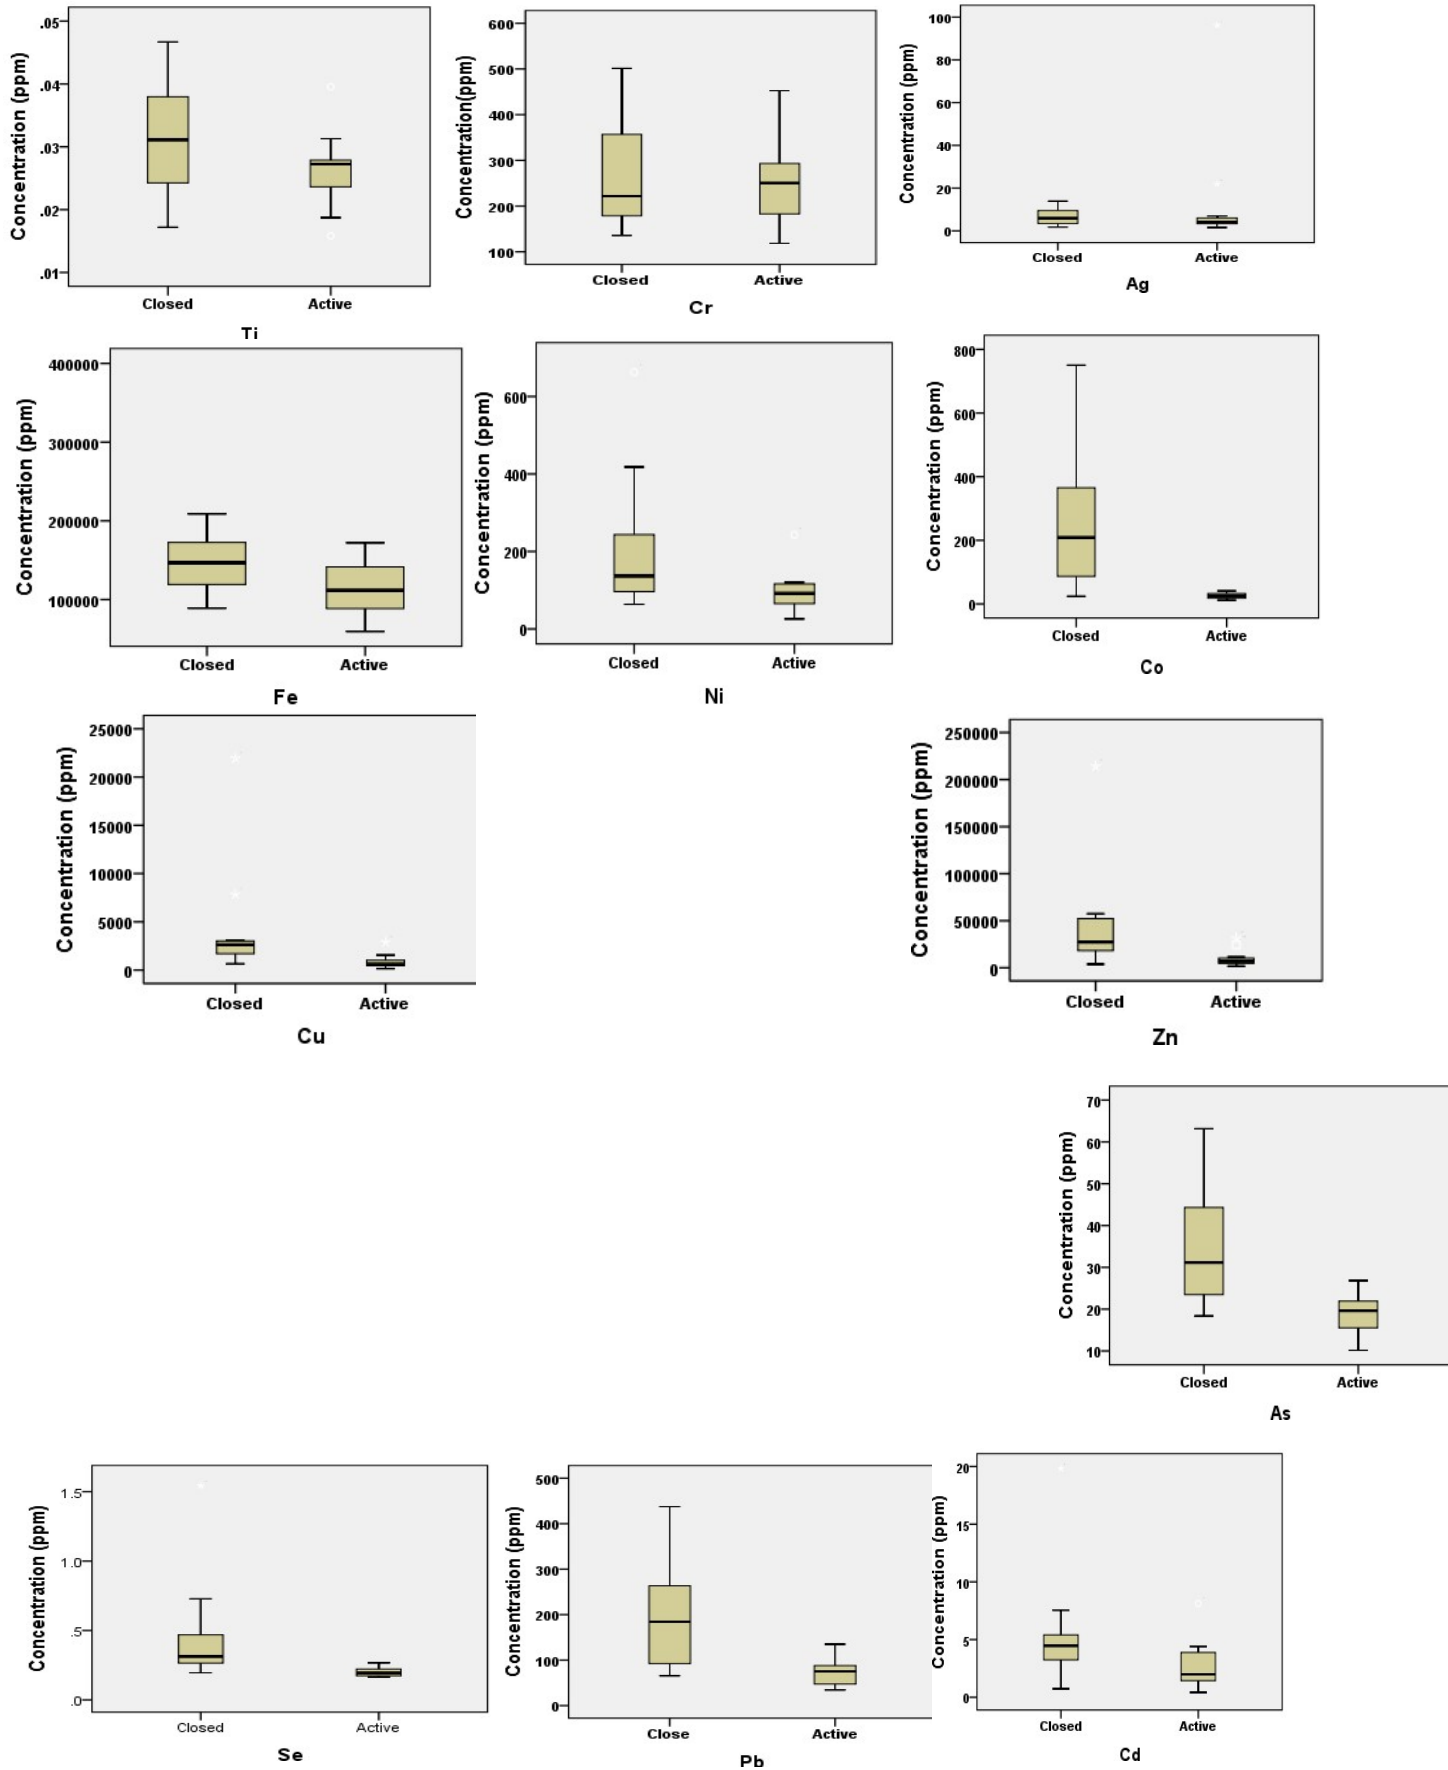 Concentration (ppm)
.05
.04
.03
.02
.01
Closed
Active
Ti
Concentration(ppm)
600
500
400
300
200
100
Closed
Active
Cr
Concentration (ppm)
100
80
60
40
20
0
Closed
Active
Ag
Concentration (ppm)
400000
300000
200000
100000
Closed
Active
Fe
Concentration (ppm)
600
400
200
0
Closed
Active
Ni
Concentration (ppm)
800
600
400
200
0
Closed
Active
Co
Concentration (ppm)
25000
20000
15000
10000
5000
0
Closed
Active
Cu
Concentration (ppm)
250000
200000
150000
100000
50000
0
Closed
Active
Zn
Concentration (ppm)
70
60
50
40
30
20
10
Closed
Active
As
Concentration (ppm)
1.5
1.0
.5
.0
Closed
Active
Se
Concentration (ppm)
500
400
300
200
100
0
Close
Active
Pb
Concentration (ppm)
20
15
10
5
0
Closed
Active
Cd